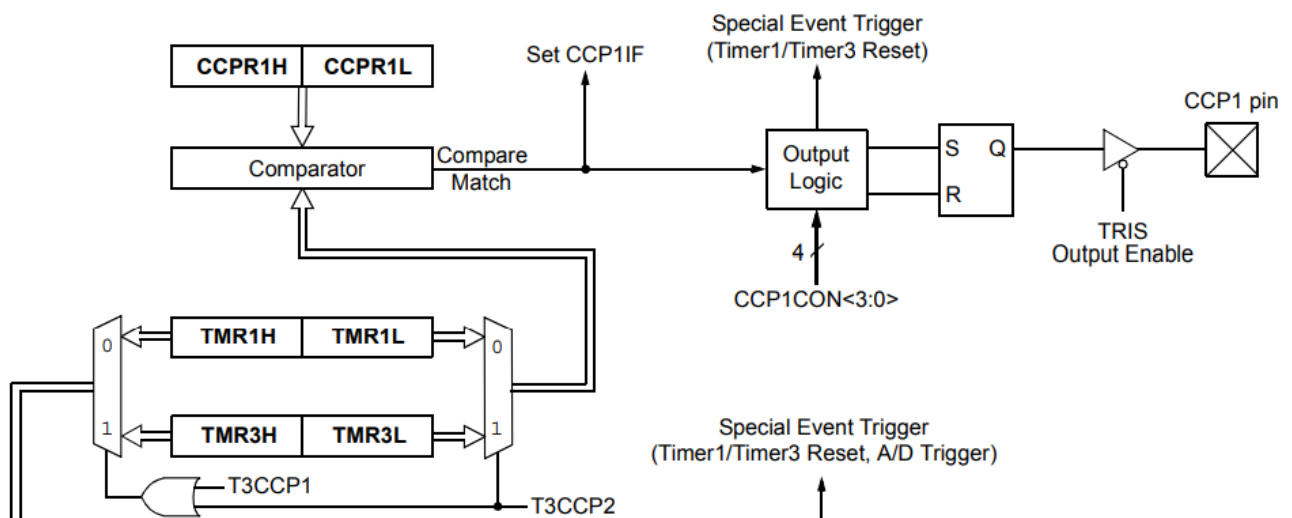 Special Event Trigger
(Timer1/Timer3 Reset)
Set CCP1IF
CCPR1H CCPR1L
CCP1 pin
Comparator
Compare
Match
Output
Logic
S Q
R
TRIS
Output Enable
4
CCP1CON<3:0>
0
TMR1H TMR1L
0
1
TMR3H TMR3L
1
Special Event Trigger
(Timer1/Timer3 Reset, A/D Trigger)
T3CCP1
T3CCP2